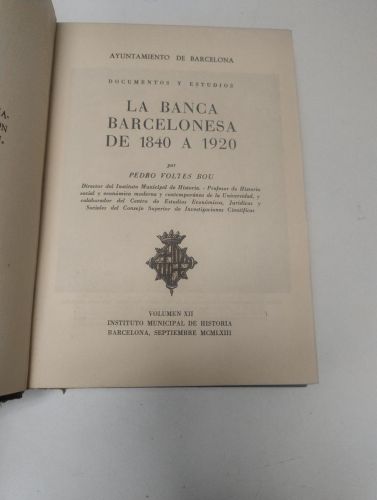 AYUNTAMIENTO DE BARCELONA
DOCUMENTOS Y ESTUDIOS
LA BANCA
BARCELONESA
DE 1840 A 1920
por
PEDRO VOLTES BOU
Director del Instituto Municipal de Historia. - Profesor de Historia
social y económica moderna y contemporánea de la Universidad, y
colaborador del Centro de Estudios Económicos, Jurídicos y
Sociales del Consejo Superior de Investigaciones Científicas
VOLUMEN XII
INSTITUTO MUNICIPAL DE HISTORIA
BARCELONA, SEPTIEMBRE MCMLXIII